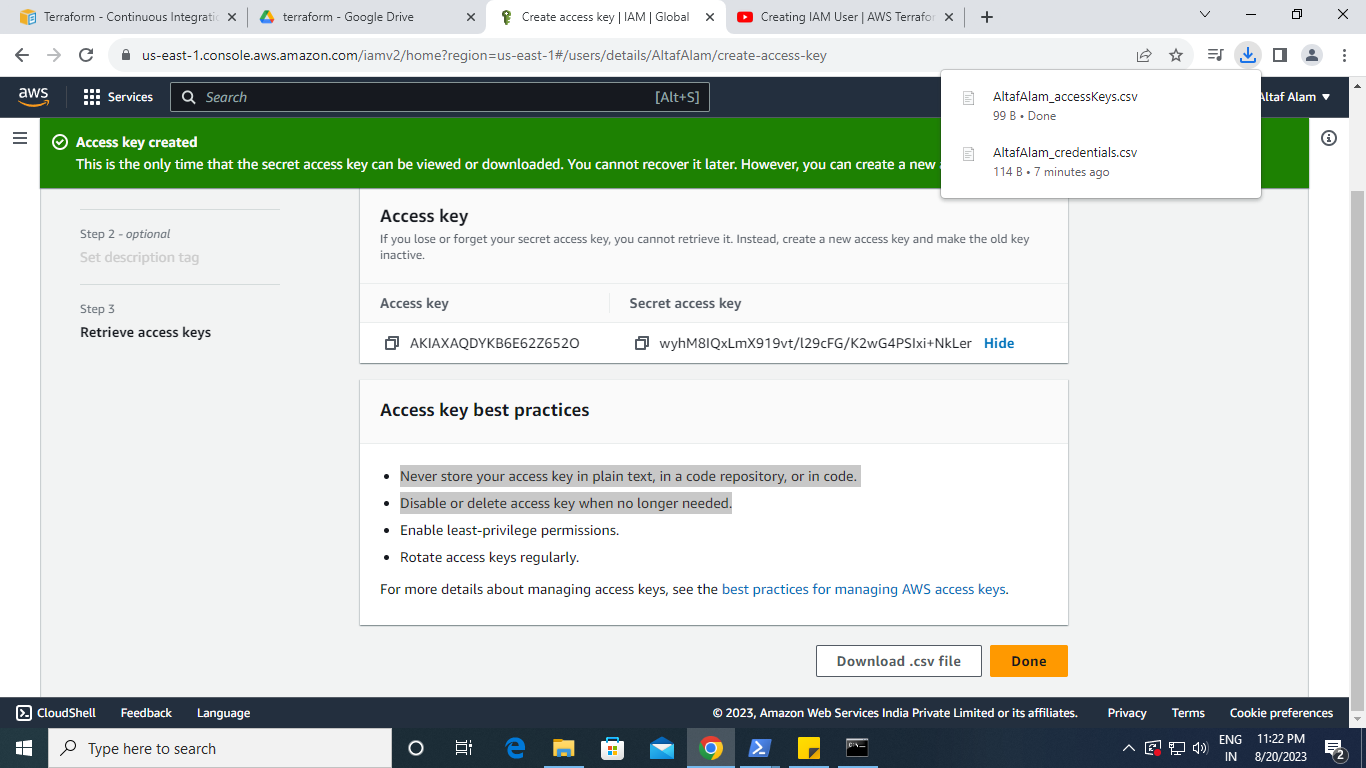 Terraform - Continuous Integratio
terraform - Google Drive
Create access key | IAM | Global
Creating IAM User | AWS Terrafor
us-east-1.console.aws.amazon.com/iamv2/home?region=us-east-1#/users/details/AltafAlam/create-access-key
aws
Services
Search
[Alt+S]
Altaf Alam
AltafAlam_accessKeys.csv
99 B • Done
AltafAlam_credentials.csv
114 B • 7 minutes ago
Access key created
This is the only time that the secret access key can be viewed or downloaded. You cannot recover it later. However, you can create a new
Step 2 - optional
Set description tag
Step 3
Retrieve access keys
Access key
If you lose or forget your secret access key, you cannot retrieve it. Instead, create a new access key and make the old key
inactive.
Access key
Secret access key
AKIAXAQDYKB6E62Z652O
wyhM8IQxLmX919vt/l29cFG/K2wG4PSIxi+NkLer
Hide
Access key best practices
• Never store your access key in plain text, in a code repository, or in code.
• Disable or delete access key when no longer needed.
• Enable least-privilege permissions.
• Rotate access keys regularly.
For more details about managing access keys, see the best practices for managing AWS access keys.
Download .csv file
Done
CloudShell
Feedback
Language
© 2023, Amazon Web Services India Private Limited or its affiliates.
Privacy
Terms
Cookie preferences
Type here to search
ENG
IN
11:22 PM
8/20/2023
2